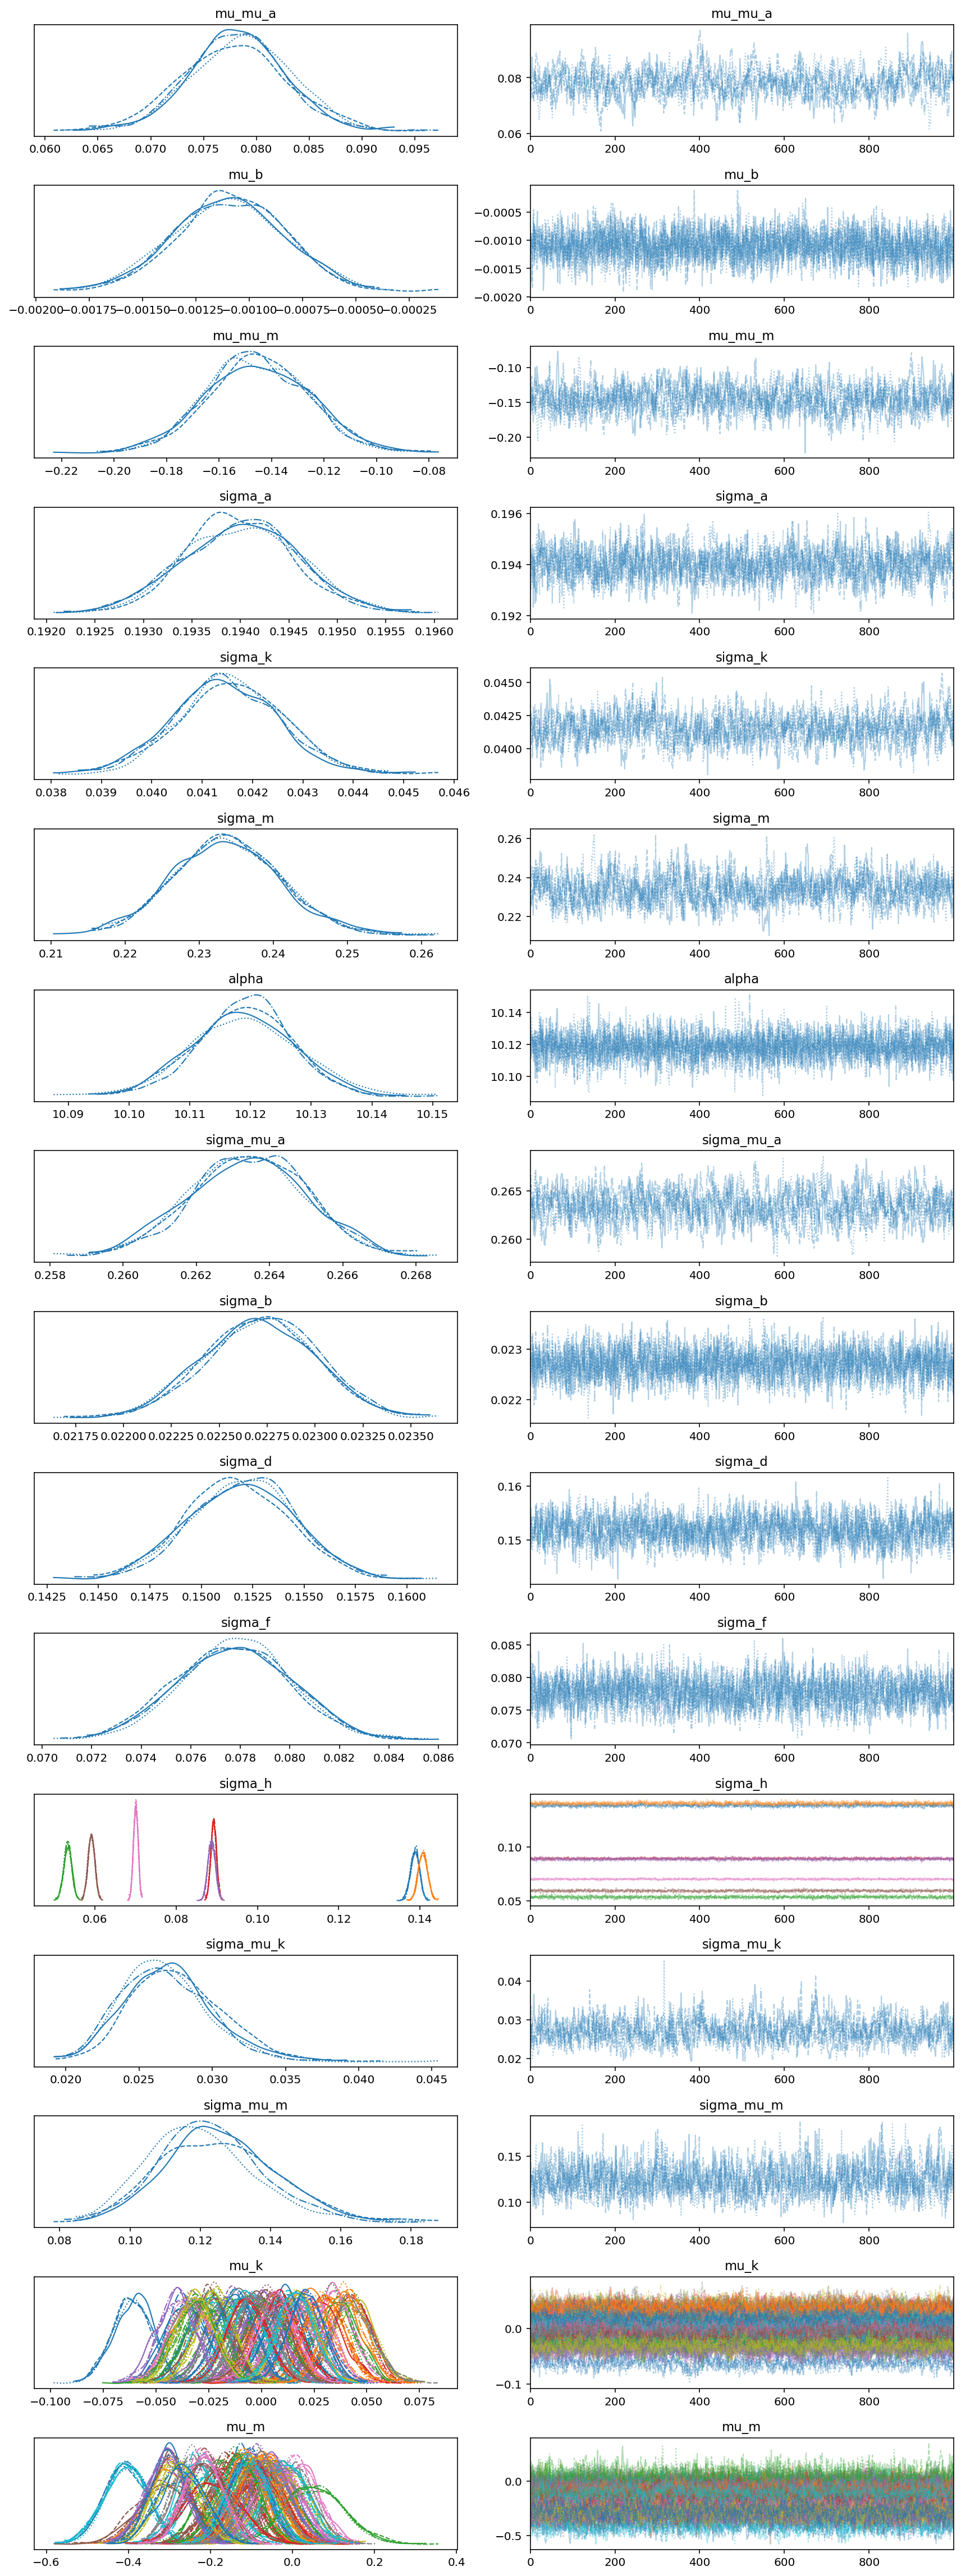 mu_mu_a mu_mu_a
0.08
0.06
0.060 0.065 0.070 0.075 0.080 0.085 0.090 0.095 0 200 400 600 800
mu_b mu_b
−0.0005
−0.0010
−0.0015
−0.0020
−0.00200 −0.00175 −0.00150 −0.00125 −0.00100 −0.00075 −0.00050 −0.00025 0 200 400 600 800
mu_mu_m mu_mu_m
−0.10
−0.15
−0.20
−0.22 −0.20 −0.18 −0.16 −0.14 −0.12 −0.10 −0.08 0 200 400 600 800
sigma_a sigma_a
0.196
0.194
0.192
0.1920 0.1925 0.1930 0.1935 0.1940 0.1945 0.1950 0.1955 0.1960 0 200 400 600 800
sigma_k sigma_k
0.0450
0.0425
0.0400
0.038 0.039 0.040 0.041 0.042 0.043 0.044 0.045 0.046 0 200 400 600 800
sigma_m sigma_m
0.26
0.24
0.22
0.21 0.22 0.23 0.24 0.25 0.26 0 200 400 600 800
alpha alpha
10.14
10.12
10.10
10.09 10.10 10.11 10.12 10.13 10.14 10.15 0 200 400 600 800
sigma_mu_a sigma_mu_a
0.265
0.260
0.258 0.260 0.262 0.264 0.266 0.268 0 200 400 600 800
sigma_b sigma_b
0.023
0.022
0.02175 0.02200 0.02225 0.02250 0.02275 0.02300 0.02325 0.02350 0 200 400 600 800
sigma_d sigma_d
0.16
0.15
0.1425 0.1450 0.1475 0.1500 0.1525 0.1550 0.1575 0.1600 0 200 400 600 800
sigma_f sigma_f
0.085
0.080
0.075
0.070
0.070 0.072 0.074 0.076 0.078 0.080 0.082 0.084 0.086 0 200 400 600 800
sigma_h sigma_h
0.10
0.05
0.06 0.08 0.10 0.12 0.14 0 200 400 600 800
sigma_mu_k sigma_mu_k
0.04
0.03
0.02
0.020 0.025 0.030 0.035 0.040 0.045 0 200 400 600 800
sigma_mu_m sigma_mu_m
0.15
0.10
0.08 0.10 0.12 0.14 0.16 0.18 0 200 400 600 800
mu_k mu_k
0.0
−0.1
−0.100 −0.075 −0.050 −0.025 0.000 0.025 0.050 0.075 0 200 400 600 800
mu_m mu_m
0.0
−0.5
−0.6 −0.4 −0.2 0.0 0.2 0.4 0 200 400 600 800